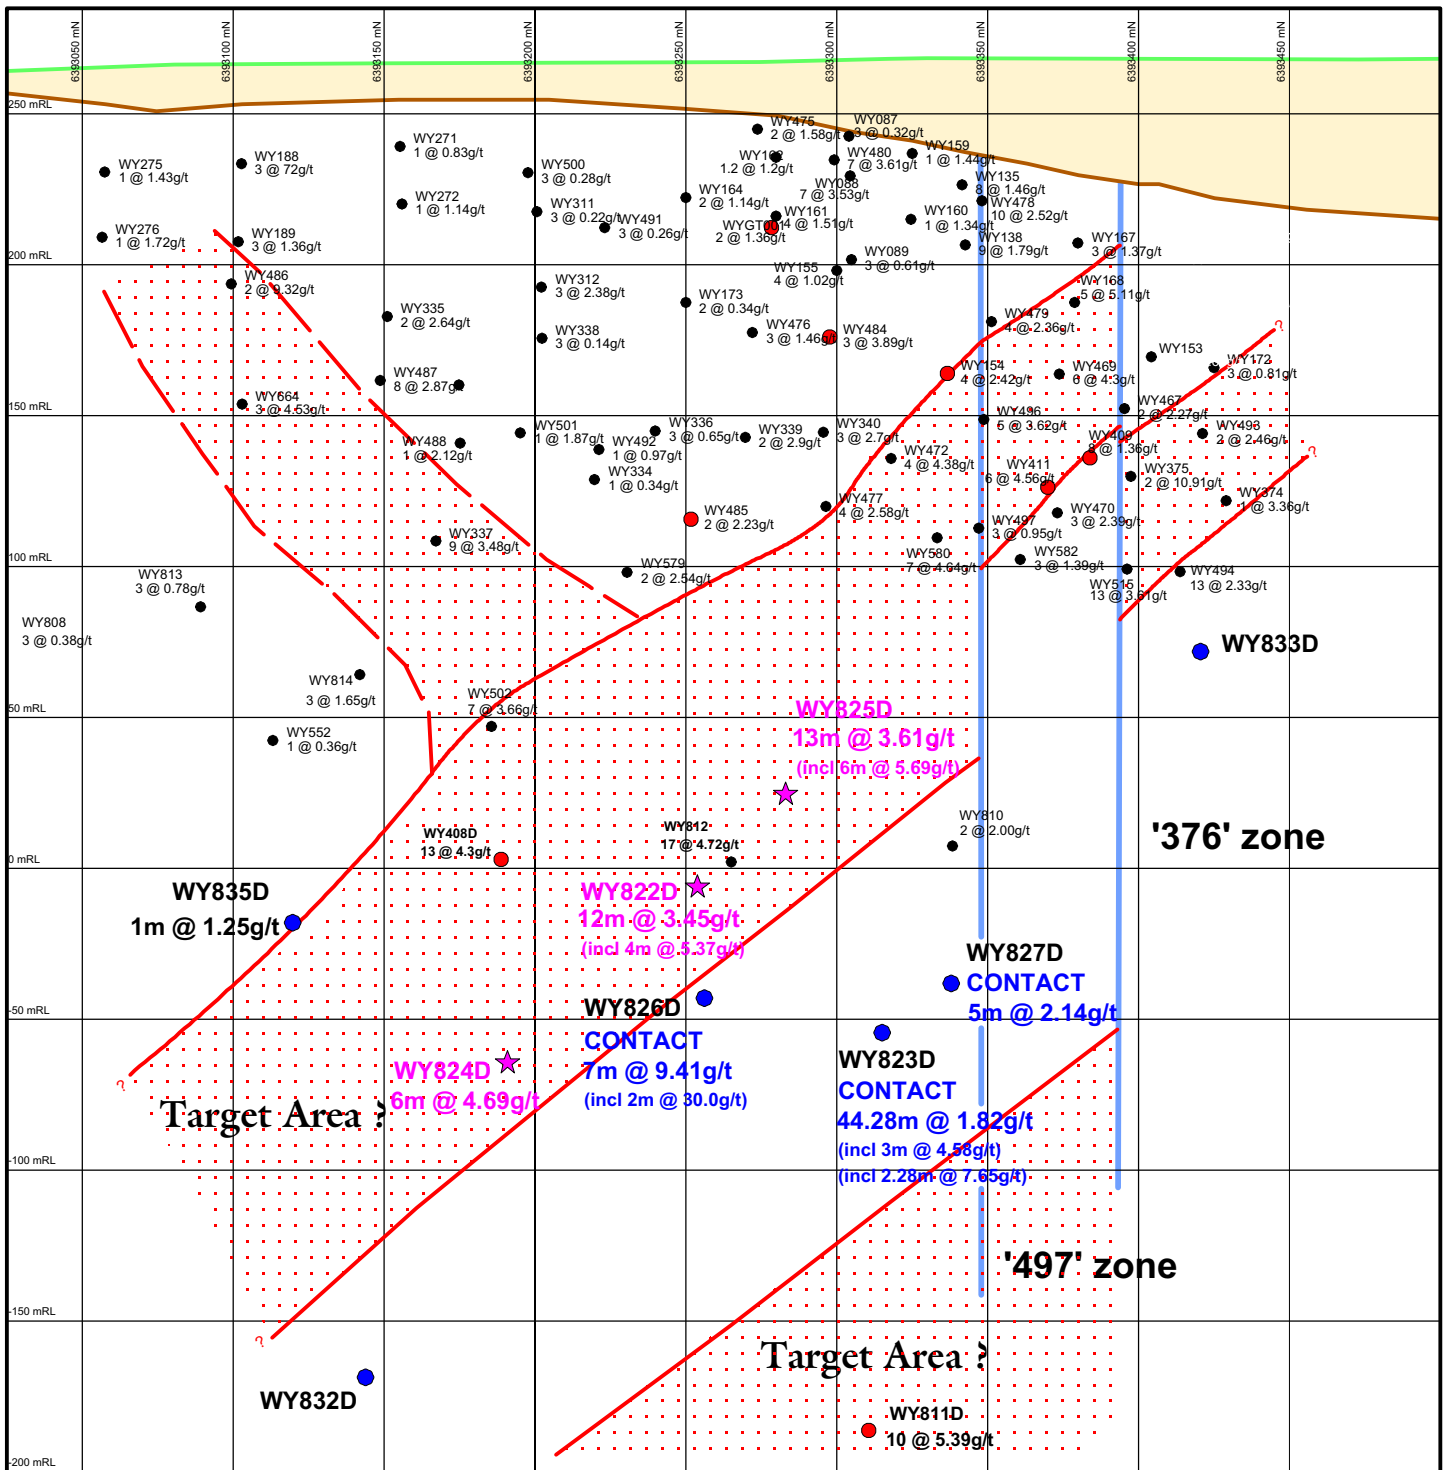 6393050 mN
6393100 mN
6393150 mN
6393200 mN
6393250 mN
6393300 mN
6393350 mN
6393400 mN
6393450 mN
250 mRL
WY475
2 @ 1.58g/t
WY087
3 @ 0.32g/t
WY271
1 @ 0.83g/t
WY159
1 @ 1.44g/t
WY275
1 @ 1.43g/t
WY188
3 @ 72g/t
WY500
3 @ 0.28g/t
1.2 @ 1.2g/t
WY480
7 @ 3.61g/t
WY088
7 @ 3.53g/t
WY135
8 @ 1.46g/t
WY272
1 @ 1.14g/t
WY311
3 @ 0.22g/t
WY164
2 @ 1.14g/t
WY478
10 @ 2.52g/t
WY491
3 @ 0.26g/t
WY161
4 @ 1.51g/t
WYGT001
2 @ 1.36g/t
WY160
1 @ 1.34g/t
WY276
1 @ 1.72g/t
WY189
3 @ 1.36g/t
WY138
9 @ 1.79g/t
WY167
3 @ 1.37g/t
200 mRL
WY155
4 @ 1.02g/t
WY089
3 @ 0.61g/t
WY486
2 @ 9.32g/t
WY312
3 @ 2.38g/t
WY173
2 @ 0.34g/t
WY168
5 @ 5.11g/t
WY335
2 @ 2.64g/t
WY338
3 @ 0.14g/t
WY476
3 @ 1.46g/t
WY484
3 @ 3.89g/t
WY479
4 @ 2.36g/t
?
WY153
WY172
3 @ 0.81g/t
WY487
8 @ 2.87g/t
WY154
4 @ 2.42g/t
WY469
6 @ 4.3g/t
WY664
3 @ 4.53g/t
WY467
2 @ 2.27g/t
150 mRL
WY501
1 @ 1.87g/t
WY336
3 @ 0.65g/t
WY339
2 @ 2.9g/t
WY340
3 @ 2.7g/t
WY496
5 @ 3.62g/t
WY493
2 @ 2.46g/t
WY488
1 @ 2.12g/t
WY492
1 @ 0.97g/t
WY409
8 @ 1.36g/t
?
WY472
4 @ 4.38g/t
WY411
6 @ 4.56g/t
WY375
2 @ 10.91g/t
WY334
1 @ 0.34g/t
WY374
1 @ 3.36g/t
WY485
2 @ 2.23g/t
WY477
4 @ 2.58g/t
WY470
3 @ 2.39g/t
WY337
9 @ 3.48g/t
WY497
3 @ 0.95g/t
100 mRL
WY580
7 @ 4.64g/t
WY582
3 @ 1.39g/t
WY579
2 @ 2.54g/t
WY515
13 @ 3.61g/t
WY494
13 @ 2.33g/t
WY813
3 @ 0.78g/t
WY808
3 @ 0.38g/t
WY833D
WY814
3 @ 1.65g/t
WY502
7 @ 3.66g/t
50 mRL
WY825D
13m @ 3.61g/t
(incl 6m @ 5.69g/t)
WY552
1 @ 0.36g/t
WY810
2 @ 2.00g/t
'376' zone
WY408D
13 @ 4.3g/t
WY812
17 @ 4.72g/t
0 mRL
WY835D
1m @ 1.25g/t
WY822D
12m @ 3.45g/t
(incl 4m @ 5.37g/t)
WY827D
CONTACT
5m @ 2.14g/t
-50 mRL
WY826D
CONTACT
7m @ 9.41g/t
(incl 2m @ 30.0g/t)
WY823D
CONTACT
44.28m @ 1.82g/t
(incl 3m @ 4.58g/t)
(incl 2.28m @ 7.65g/t)
WY824D
6m @ 4.69g/t
?
Target Area ?
-100 mRL
'497' zone
-150 mRL
?
Target Area ?
WY832D
WY811D
10 @ 5.39g/t
-200 mRL